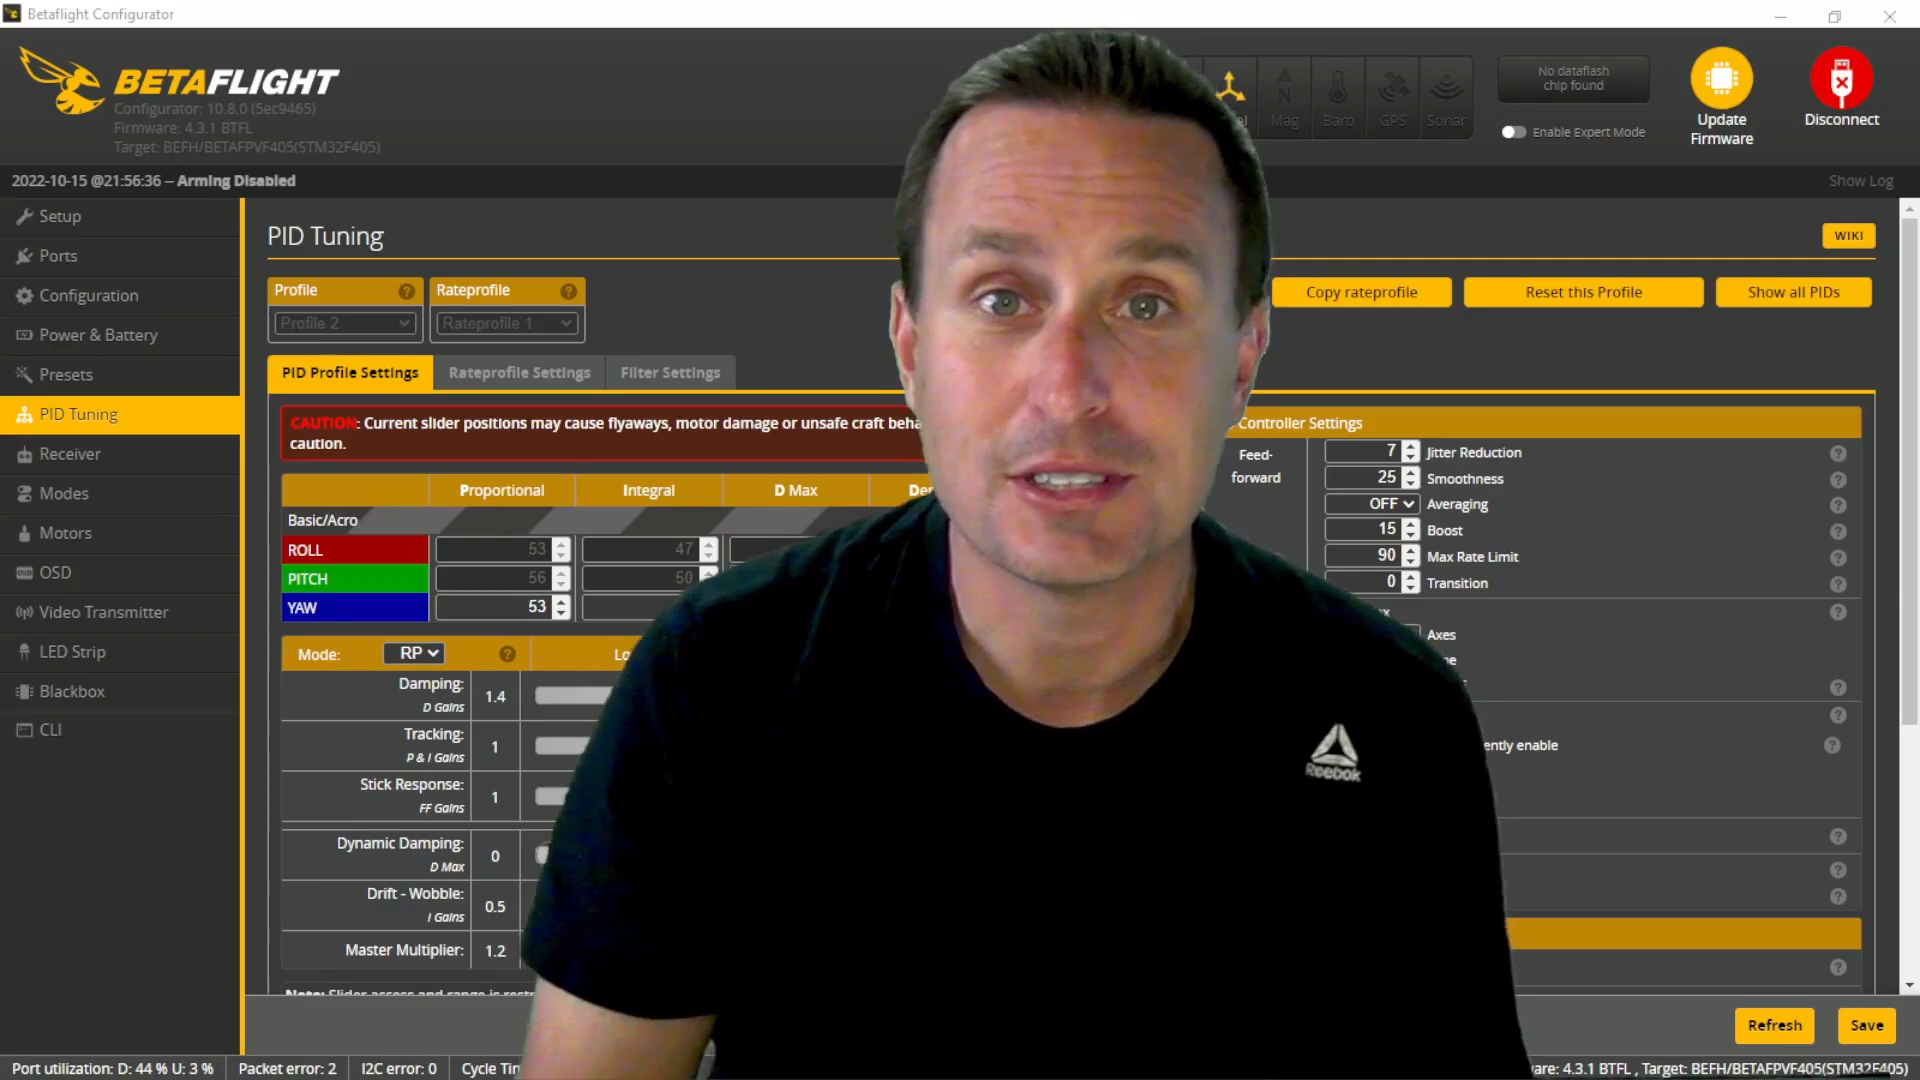 Betaflight Configurator
BETAFLIGHT
Configurator: 10.8.0 (5ec9465)
Firmware: 4.3.1 BTFL
Target: BEFH/BETAFPVF405(STM32F405)
Mag
Baro
GPS
Sonar
No dataflash
chip found
Enable Expert Mode
Update
Firmware
Disconnect
2022-10-15 @21:56:36 -- Arming Disabled
Show Log
Setup
Ports
Configuration
Power & Battery
Presets
PID Tuning
Receiver
Modes
Motors
OSD
Video Transmitter
LED Strip
Blackbox
CLI
PID Tuning
WIKI
Profile
Rateprofile
Profile 2
Rateprofile 1
Copy rateprofile
Reset this Profile
Show all PIDs
PID Profile Settings
Rateprofile Settings
Filter Settings
CAUTION: Current slider positions may cause flyaways, motor damage or unsafe craft beha
caution.
Proportional Integral D Max
Basic/Acro
ROLL 53 47
PITCH 56 50
YAW 53
Mode: RP
Damping:
D Gains
1.4
Tracking:
P & I Gains
1
Stick Response:
FF Gains
1
Dynamic Damping:
D Max
0
Drift - Wobble:
I Gains
0.5
Master Multiplier: 1.2
Controller Settings
Feed-
forward
7 Jitter Reduction
25 Smoothness
OFF Averaging
15 Boost
90 Max Rate Limit
0 Transition
Axes
ently enable
Reebok
Refresh
Save
Port utilization: D: 44 % U: 3 % Packet error: 2 I2C error: 0 Cycle Tin
are: 4.3.1 BTFL , Target: BEFH/BETAFPVF405(STM32F405)